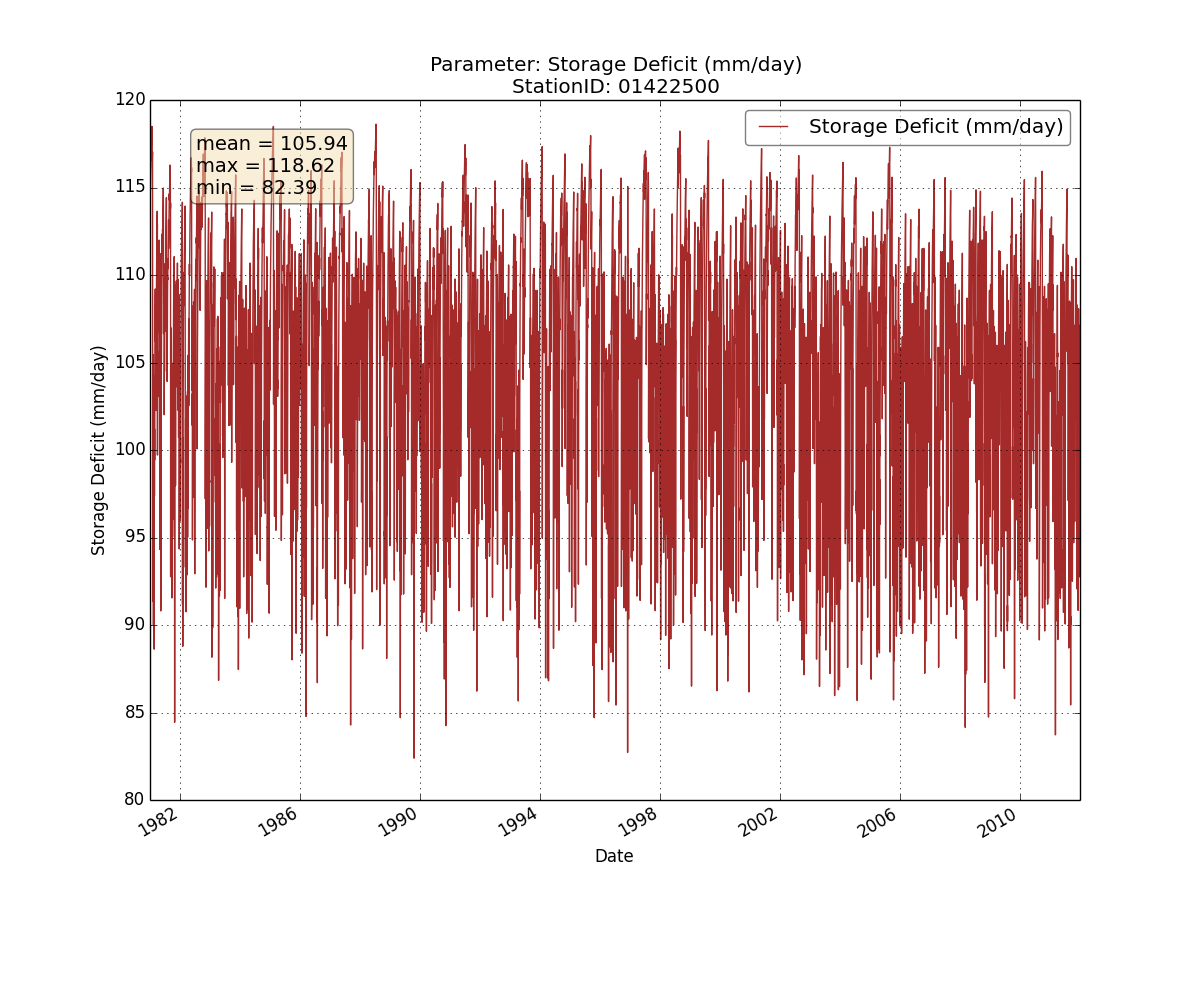 Parameter: Storage Deficit (mm/day)
StationID: 01422500
120
115
110
105
100
95
90
85
80
Storage Deficit (mm/day)
mean = 105.94
max = 118.62
min = 82.39
Storage Deficit (mm/day)
1982
1986
1990
1994
1998
2002
2006
2010
Date